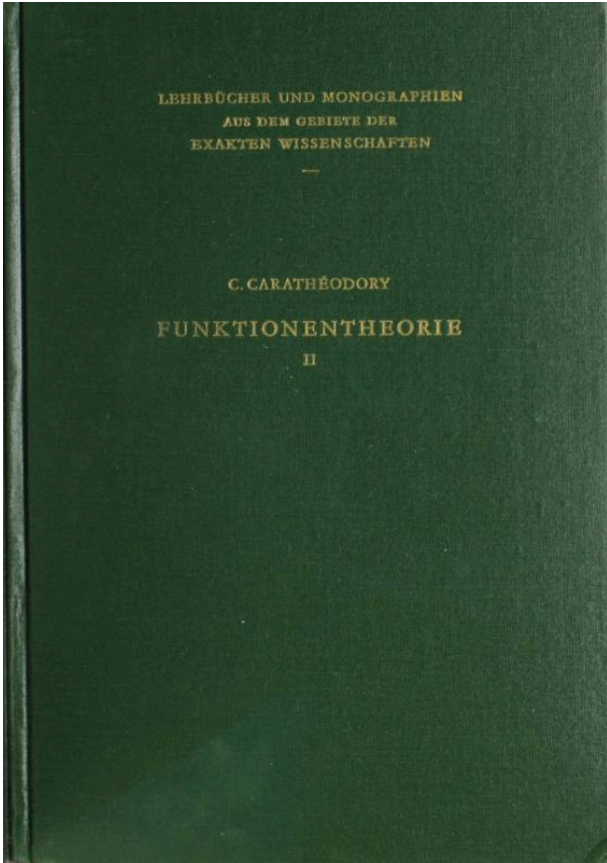 LEHRBÜCHER UND MONOGRAPHIEN
AUS DEM GEBIETE DER
EXAKTEN WISSENSCHAFTEN
—
C. CARATHÉODORY
FUNKTIONENTHEORIE
II